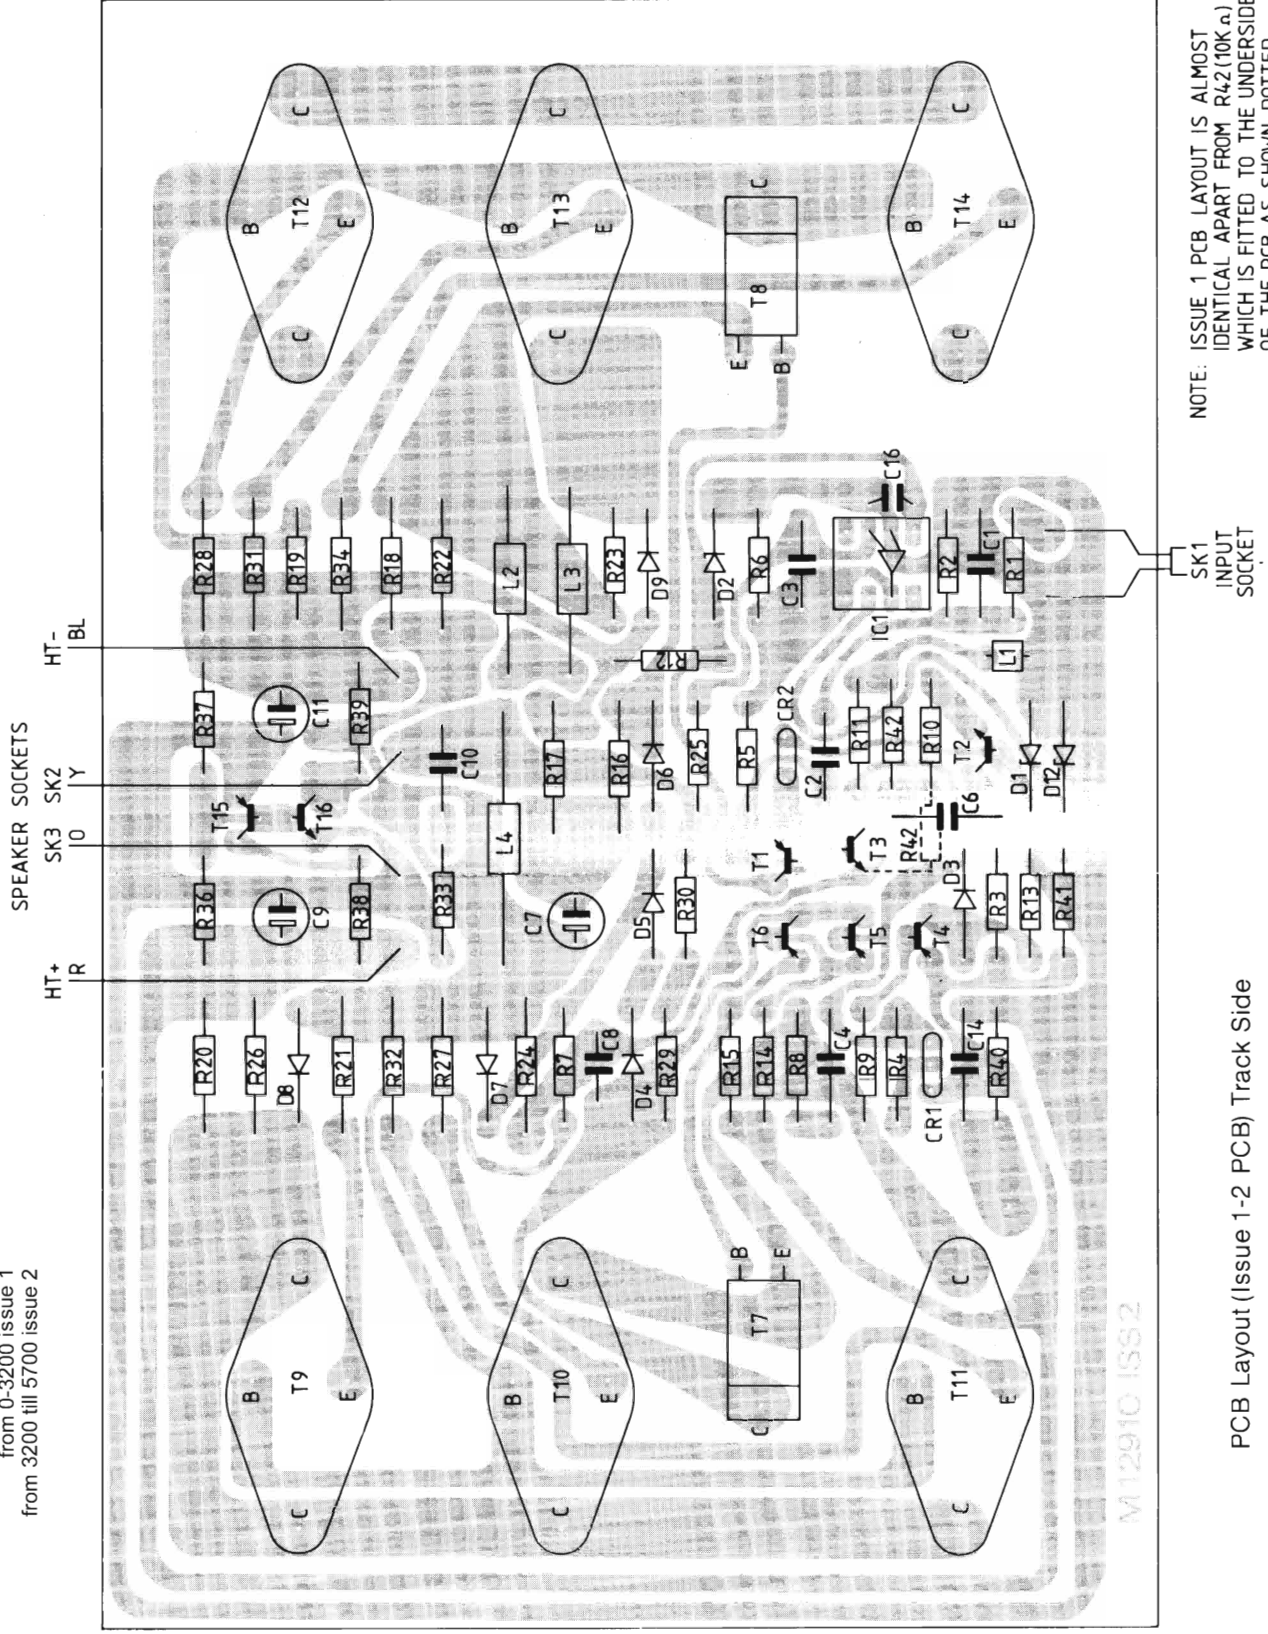 from 0-3200 issue 1
from 3200 till 5700 issue 2
SPEAKER SOCKETS
HT+
R
SK3
O
SK2
Y
HT-
BL
R20
R36
R37
R28
R26
C9
T15
C11
R31
D8
T16
R19
R21
R38
R39
R34
R32
R18
R27
R33
C10
R22
D7
L4
L2
R24
C7
R17
L3
R7
C8
R16
R23
D4
D5
D6
D9
R29
R30
R25
R12
R15
R5
D2
R14
T1
CR2
R6
R8
T6
C2
C3
C4
T3
R11
IC1
R9
T5
R42
R42
C16
R4
T4
R10
R2
CR1
D3
C6
T2
C1
C14
R3
L1
R1
R40
R13
D1
R41
D12
C
B
T9
E
C
C
B
T10
E
C
C
T7
B
E
C
B
T11
E
C
C
B
T12
E
C
C
B
T13
E
C
E
B
T8
C
C
B
T14
E
C
M12910 ISS2
SK1
INPUT
SOCKET
NOTE: ISSUE 1 PCB LAYOUT IS ALMOST
IDENTICAL APART FROM R42(10KΩ)
WHICH IS FITTED TO THE UNDERSIDE
OF THE PCB AS SHOWN DOTTED
PCB Layout (Issue 1-2 PCB) Track Side